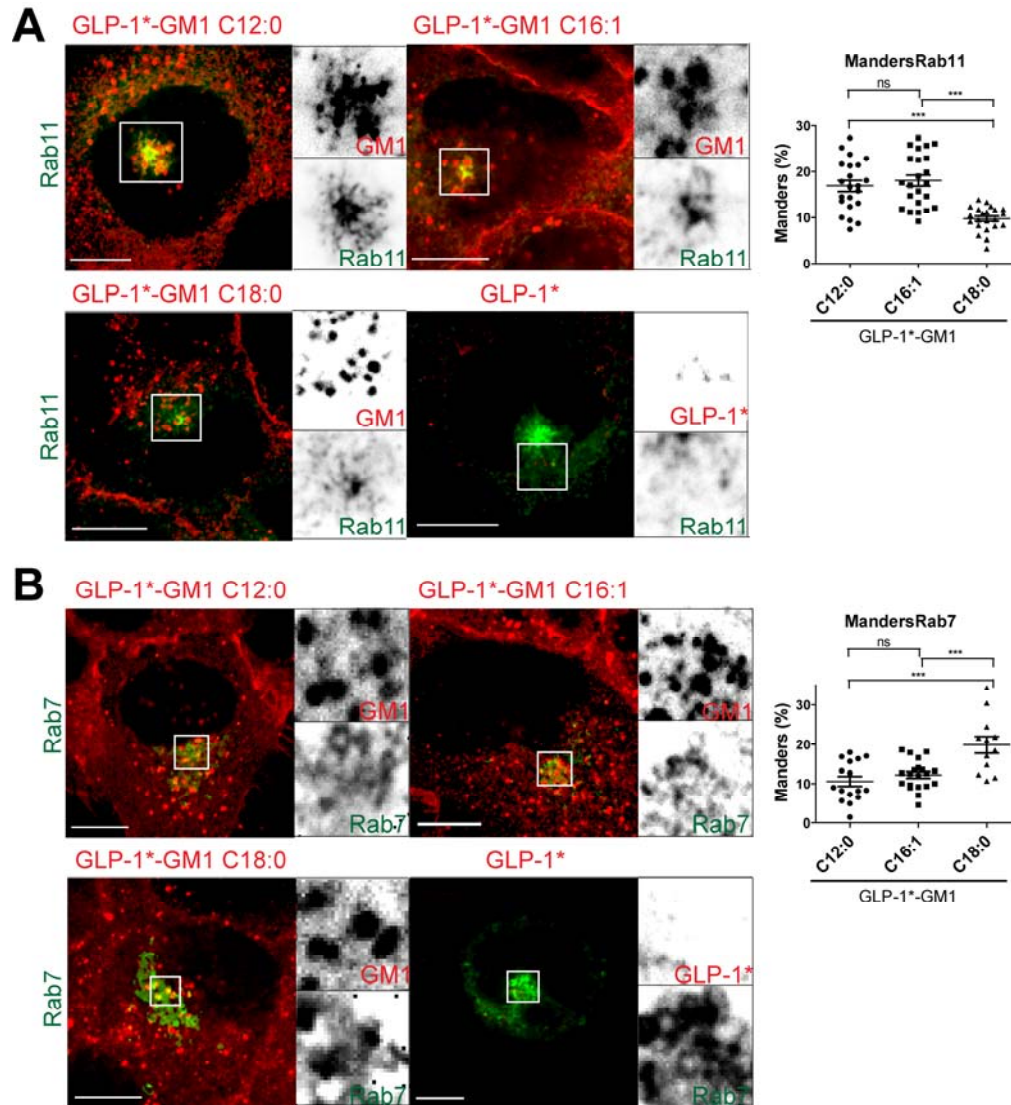 A
GLP-1*-GM1 C12:0
GLP-1*-GM1 C16:1
Rab11
GM1
Rab11
GM1
Rab11
GLP-1*-GM1 C18:0
GLP-1*
Rab11
GM1
Rab11
GLP-1*
Rab11
MandersRab11
ns
***
***
Manders (%)
30
20
10
0
C12:0
C16:1
C18:0
GLP-1*-GM1
B
GLP-1*-GM1 C12:0
GLP-1*-GM1 C16:1
Rab7
GM1
Rab7
GM1
Rab7
GLP-1*-GM1 C18:0
GLP-1*
Rab7
GM1
Rab7
GLP-1*
Rab7
MandersRab7
ns
***
***
Manders (%)
30
20
10
0
C12:0
C16:1
C18:0
GLP-1*-GM1